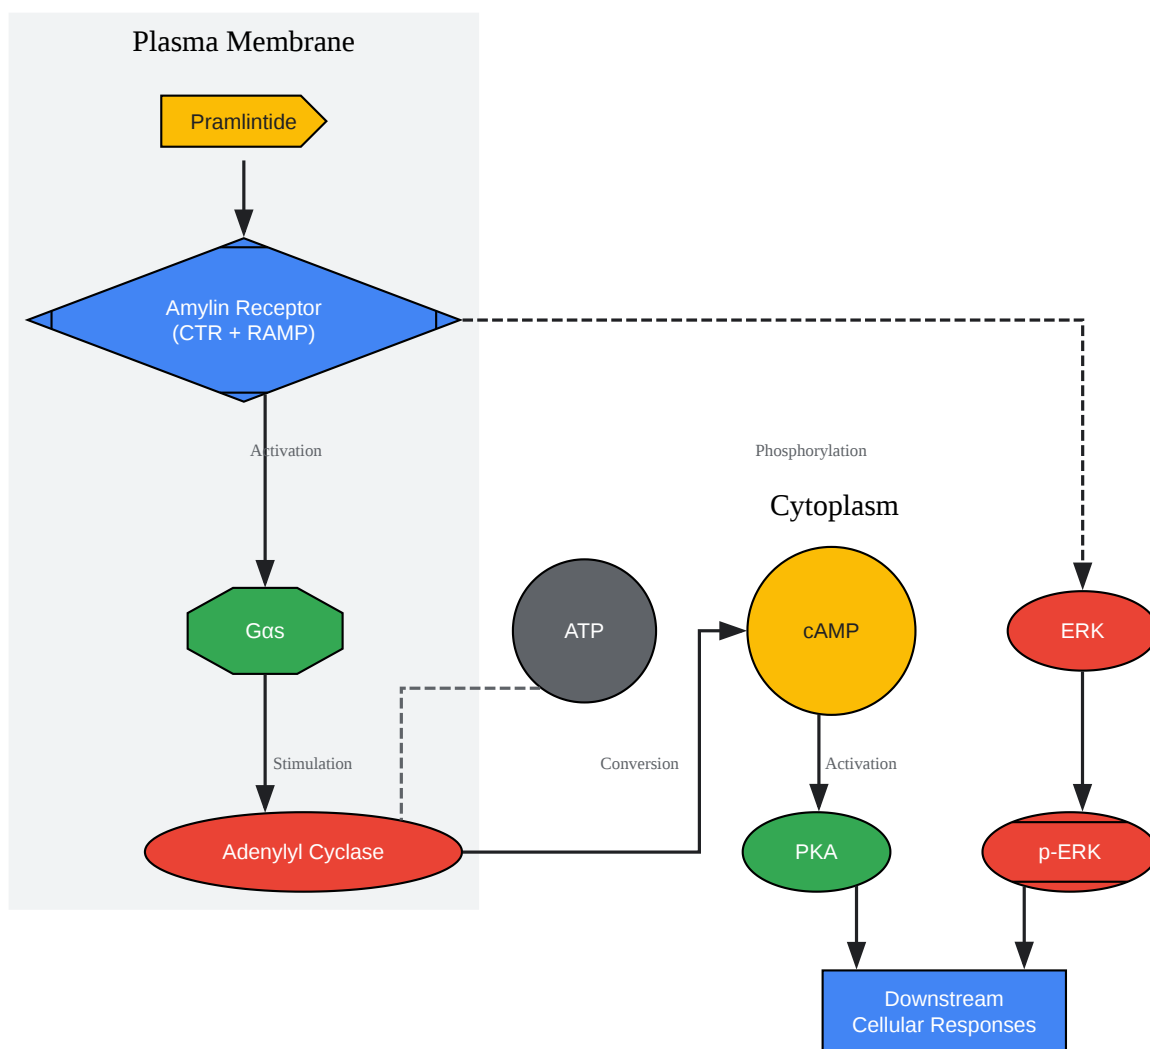 Plasma Membrane
Pramlintide
Amylin Receptor
(CTR + RAMP)
Activation
Phosphorylation
Cytoplasm
Gαs
ATP
cAMP
ERK
Stimulation
Conversion
Activation
Adenylyl Cyclase
PKA
p-ERK
Downstream
Cellular Responses